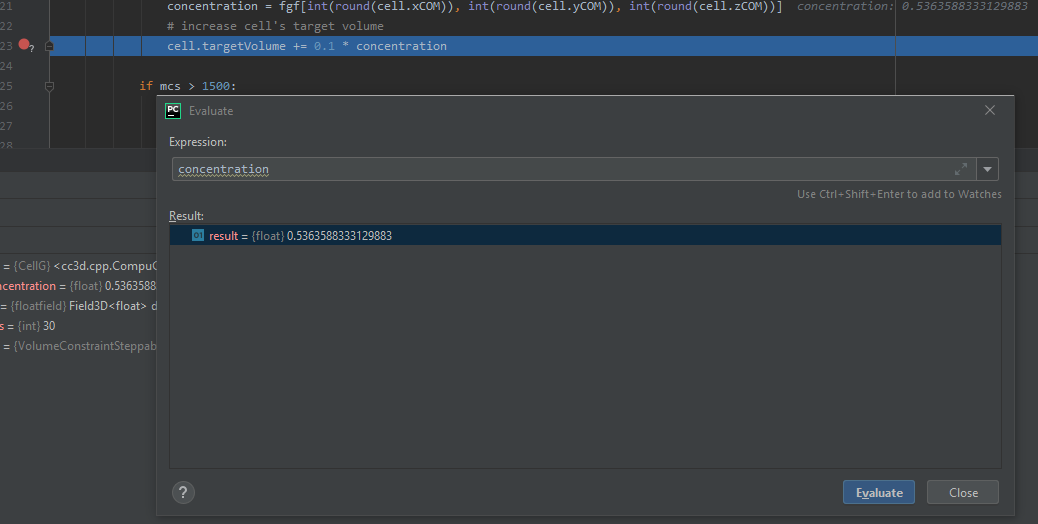 21 concentration = fgf[int(round(cell.xCOM)), int(round(cell.yCOM)), int(round(cell.zCOM))] concentration: 0.5363588333129883
22 # increase cell's target volume
23 ? cell.targetVolume += 0.1 * concentration
24
25 if mcs > 1500:
26
27
28
PC Evaluate
Expression:
concentration
Use Ctrl+Shift+Enter to add to Watches
Result:
01 result = {float} 0.5363588333129883
= {CellG} <cc3d.cpp.CompuC
ncentration = {float} 0.536358
= {floatfield} Field3D<float> d
s = {int} 30
= {VolumeConstraintSteppab
? Evaluate Close